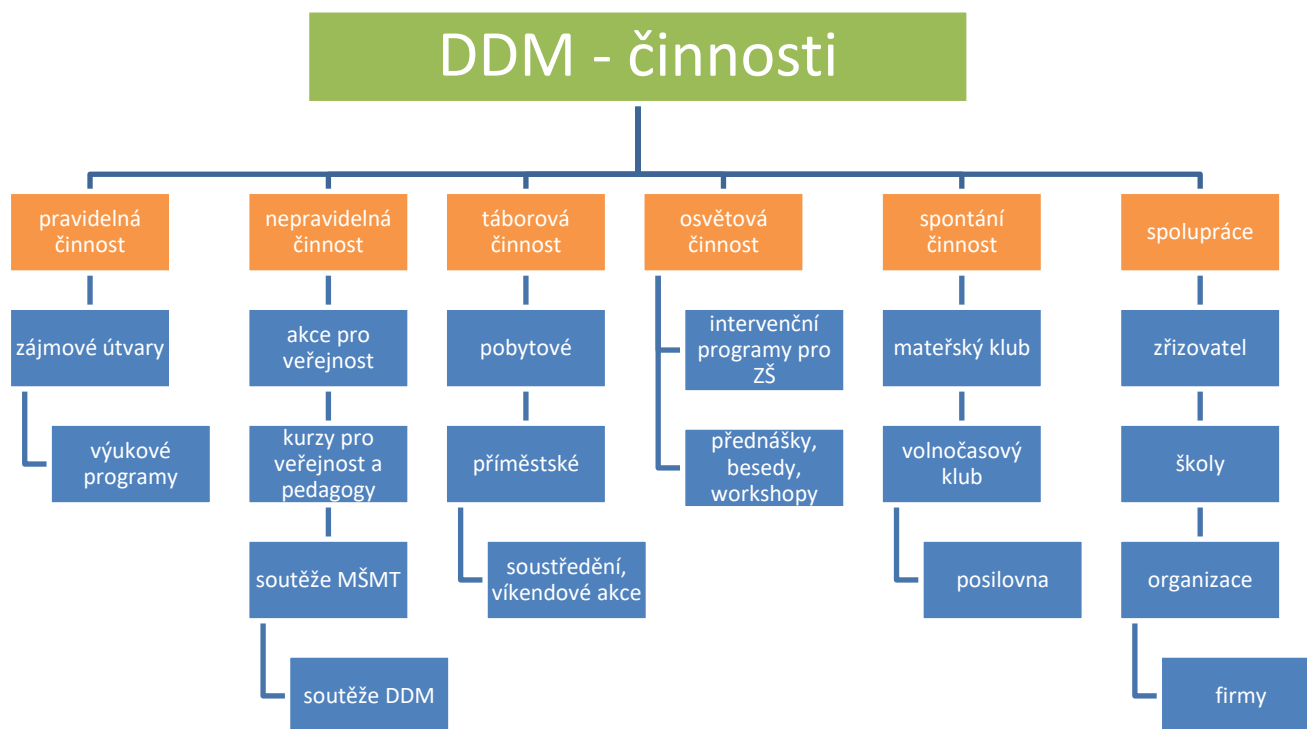 DDM - činnosti
pravidelná
činnost
nepravidelná
činnost
táborová
činnost
osvětová
činnost
spontání
činnost
spolupráce
zájmové útvary
akce pro
veřejnost
pobytové
intervenční
programy pro
ZŠ
mateřský klub
zřizovatel
výukové
programy
kurzy pro
veřejnost a
pedagogy
příměstské
přednášky,
besedy,
workshopy
volnočasový
klub
školy
soutěže MŠMT
soustředění,
víkendové akce
posilovna
organizace
soutěže DDM
firmy